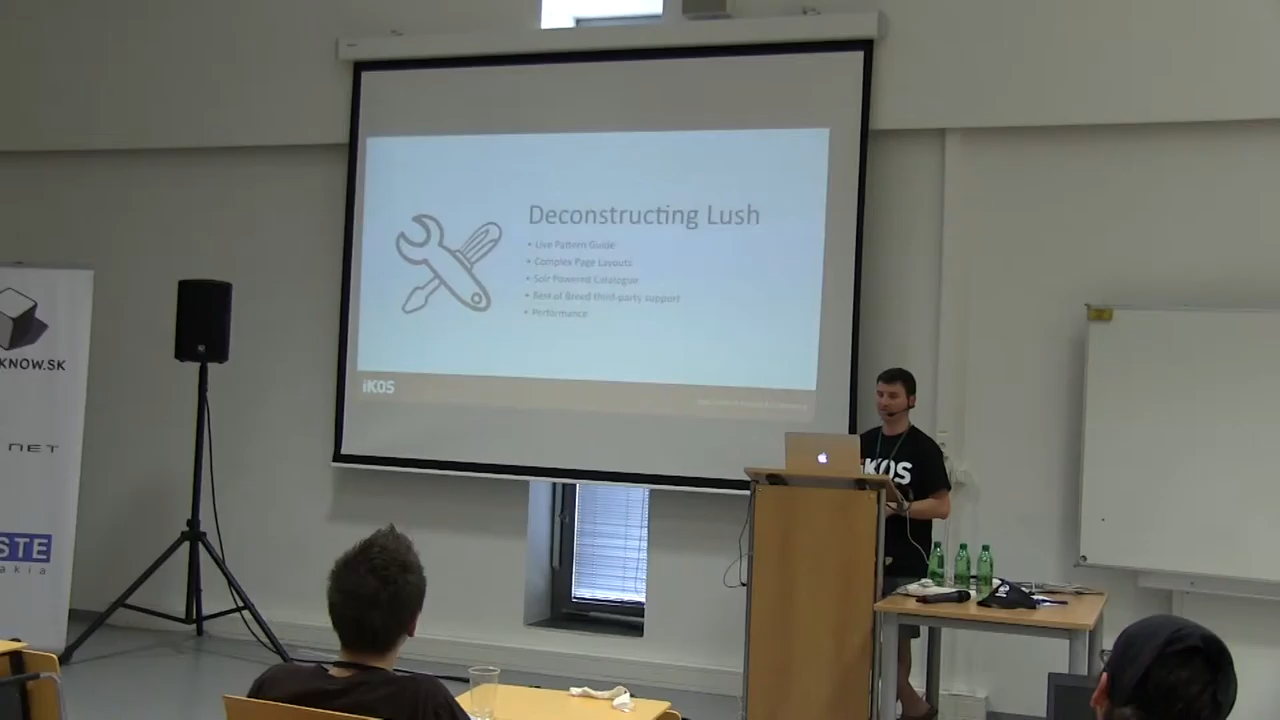 Deconstructing Lush
• Live Pattern Guide
• Complex Page Layouts
• Solr Powered Catalogue
• Best of Breed third-party support
• Performance
iKOS
iKOS
KNOW.SK
NET
STE
akia